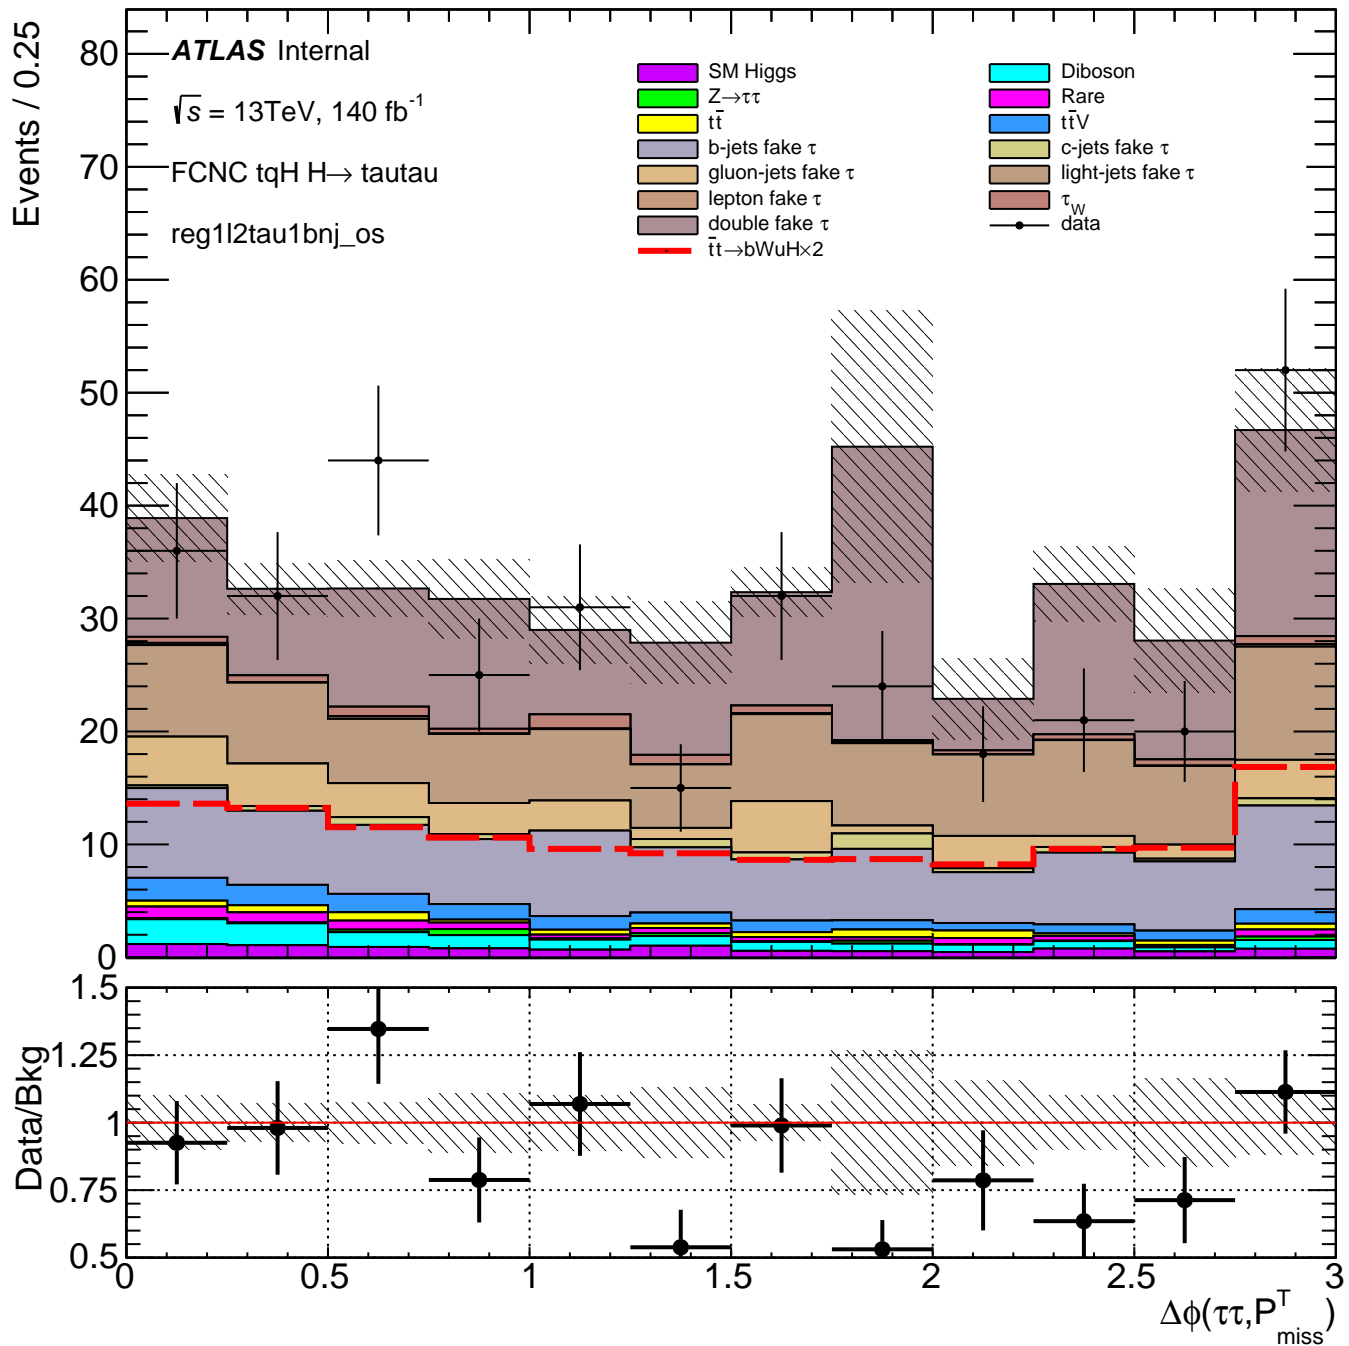 Events / 0.25
80
70
60
50
40
30
20
10
0
ATLAS Internal
√s = 13TeV, 140 fb⁻¹
FCNC tqH H→ tautau
reg1l2tau1bnj_os
SM Higgs
Z→ττ
tt̄
b-jets fake τ
gluon-jets fake τ
lepton fake τ
double fake τ
t̄t→bWuH×2
Diboson
Rare
tt̄V
c-jets fake τ
light-jets fake τ
τ_W
data
Data/Bkg
1.5
1.25
1
0.75
0.5
0 0.5 1 1.5 2 2.5 3
Δϕ(ττ,P^T_miss)